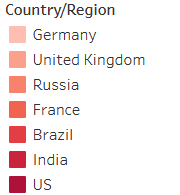 Country/Region
Germany
United Kingdom
Russia
France
Brazil
India
US